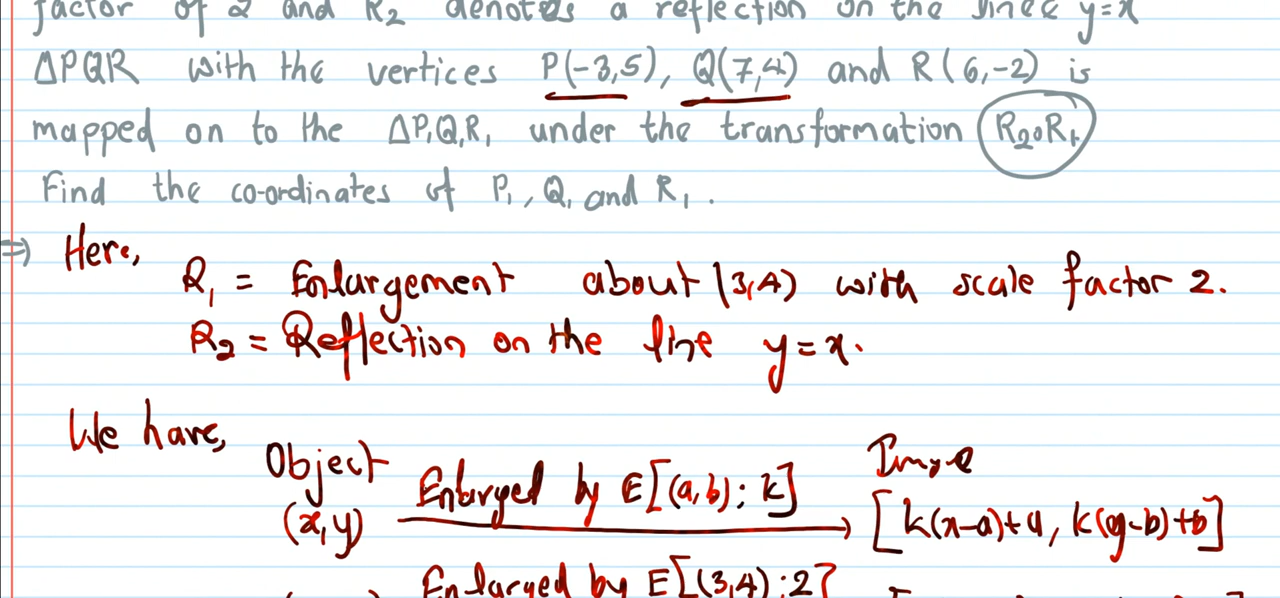 factor of 2 and R2 denotes a reflection on the line y=x
ΔPQR with the vertices P(-3,5), Q(7,4) and R(6,-2) is
mapped on to the ΔP1Q1R1 under the transformation R2oR1
Find the co-ordinates of P1, Q1 and R1.
⇒ Here,
R1 = Enlargement about (3,4) with scale factor 2.
R2 = Reflection on the line y=x.
We have,
Object Image
(x,y) Enlarged by E[(a,b); k] [k(x-a)+a, k(y-b)+b]
Enlarged by E[(3,4);2]